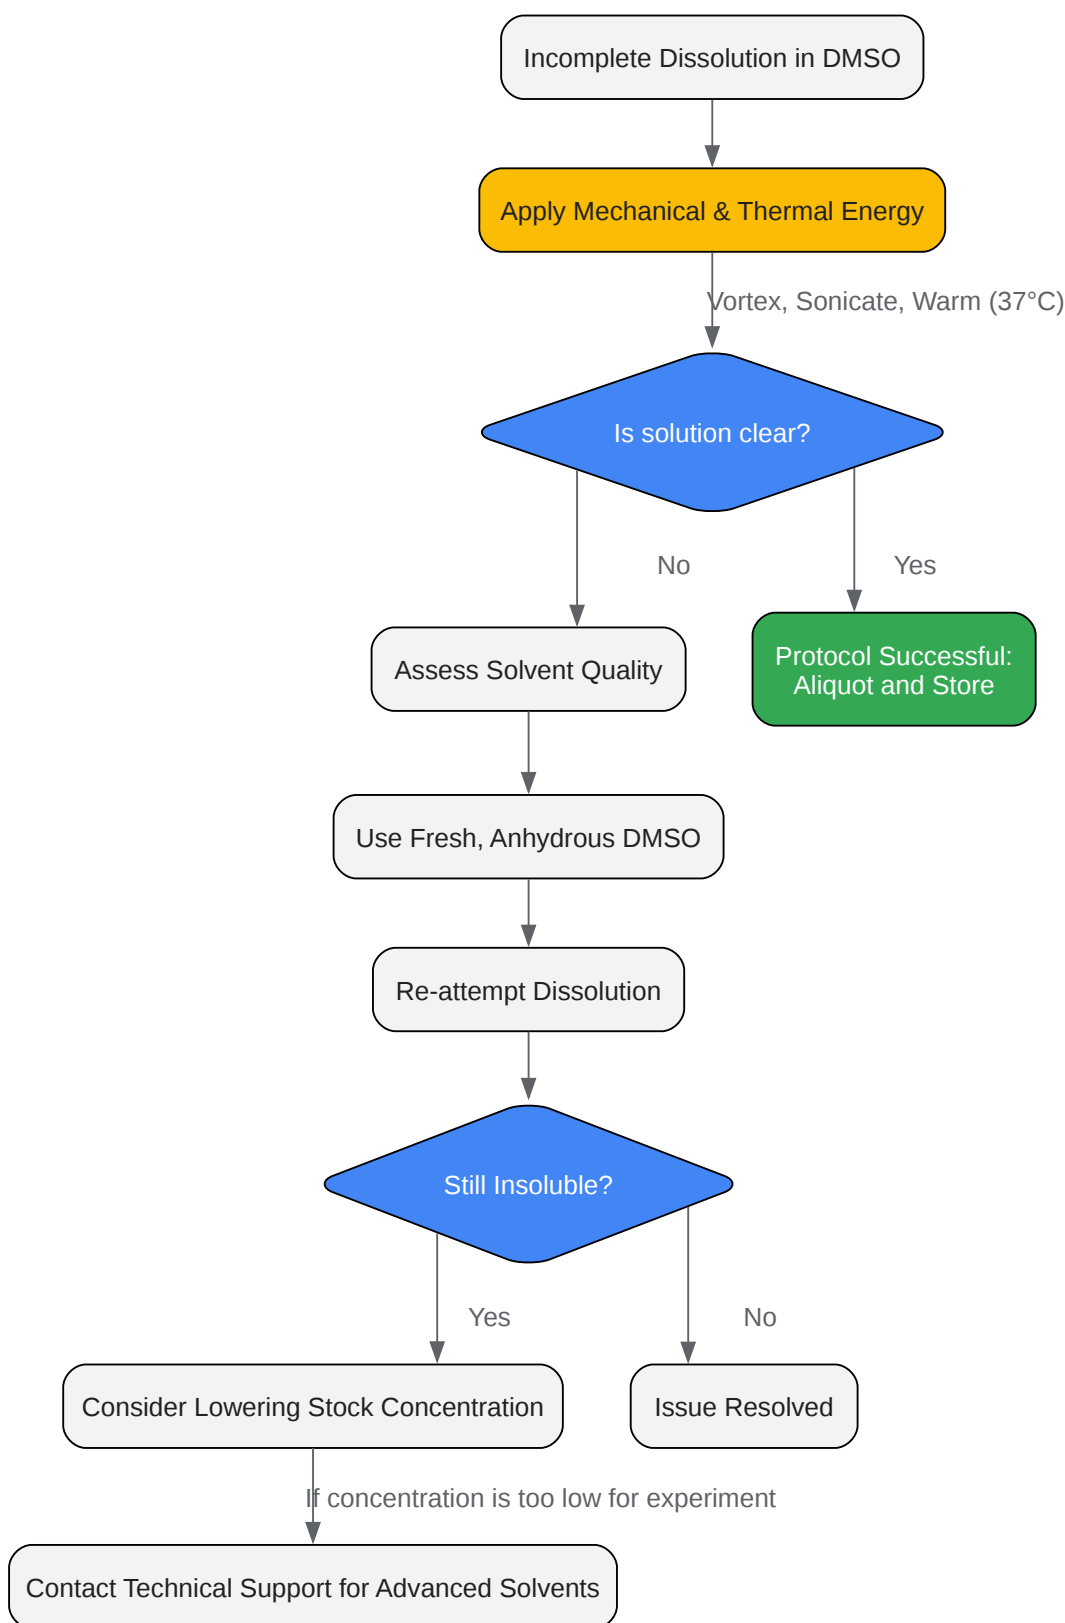 Incomplete Dissolution in DMSO
Apply Mechanical & Thermal Energy
Vortex, Sonicate, Warm (37°C)
Is solution clear?
No
Yes
Assess Solvent Quality
Protocol Successful:
Aliquot and Store
Use Fresh, Anhydrous DMSO
Re-attempt Dissolution
Still Insoluble?
Yes
No
Consider Lowering Stock Concentration
Issue Resolved
If concentration is too low for experiment
Contact Technical Support for Advanced Solvents